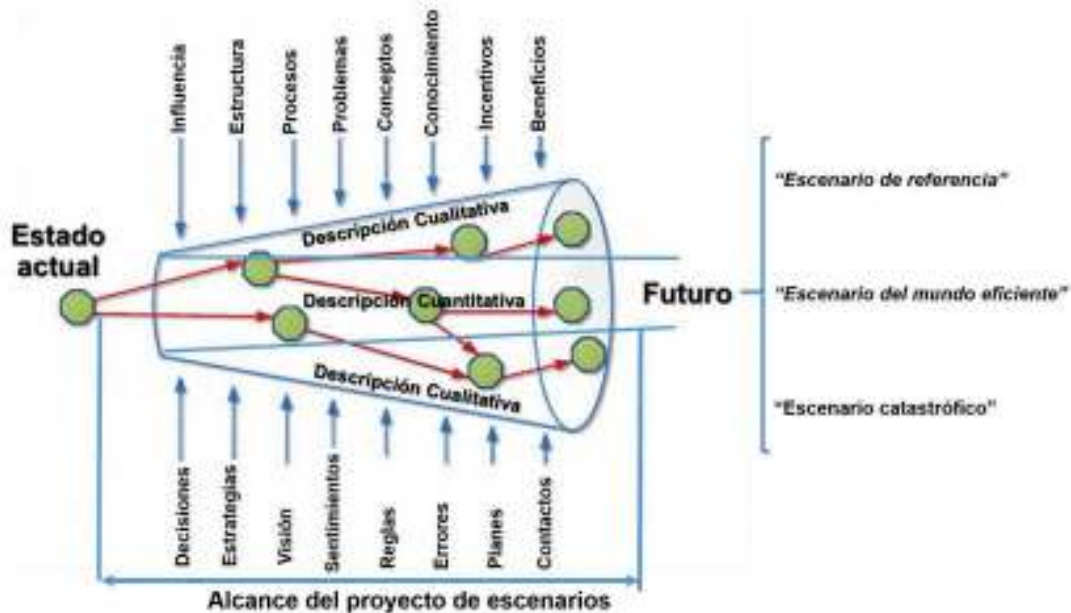 Influencia
Estructura
Procesos
Problemas
Conceptos
Conocimiento
Incentivos
Beneficios
Estado
actual
Descripción Cualitativa
Descripción Cuantitativa
Descripción Cualitativa
Futuro
"Escenario de referencia"
"Escenario del mundo eficiente"
"Escenario catastrófico"
Decisiones
Estrategias
Visión
Sentimientos
Reglas
Errores
Planes
Contactos
Alcance del proyecto de escenarios